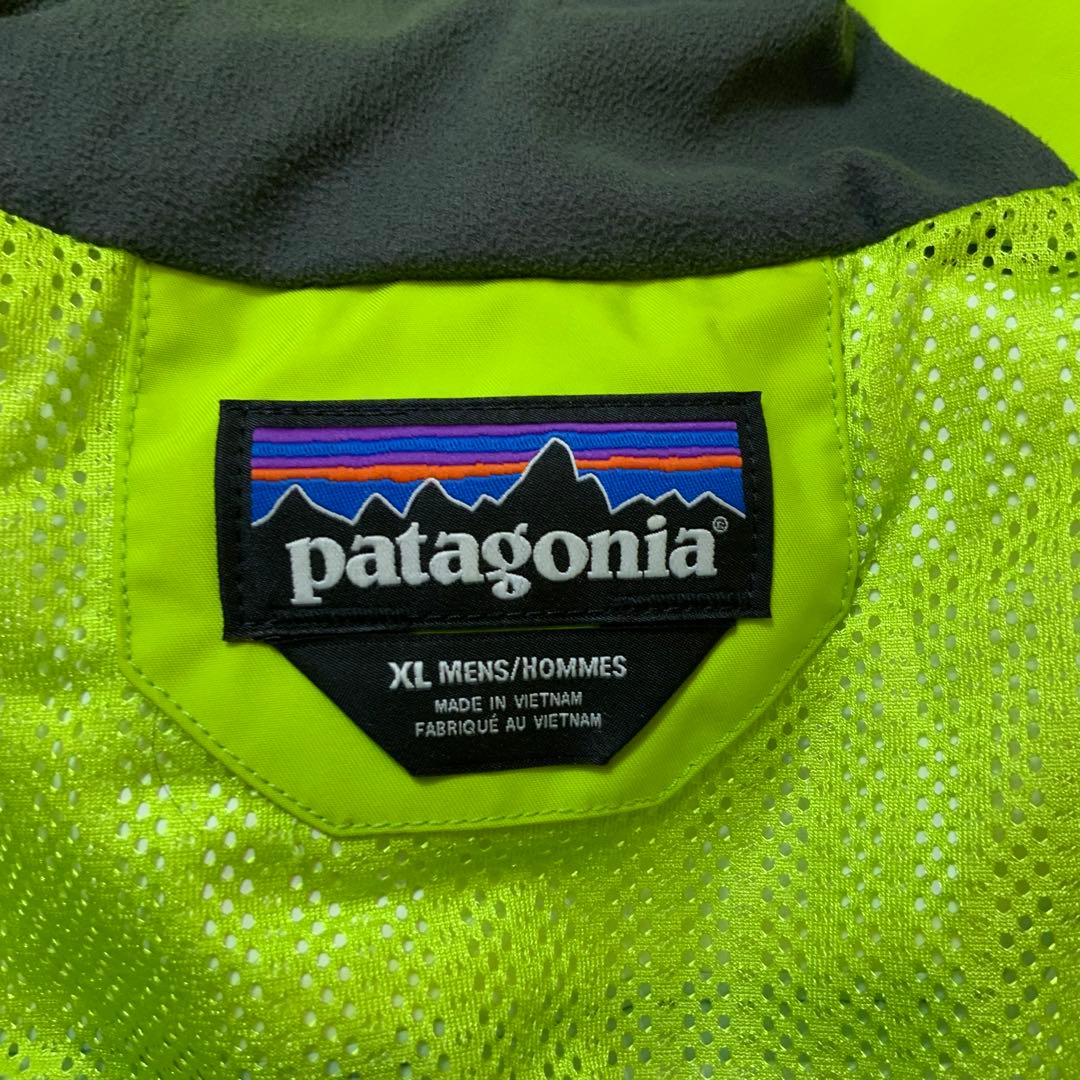 patagonia®
XL MENS/HOMMES
MADE IN VIETNAM
FABRIQUÉ AU VIETNAM